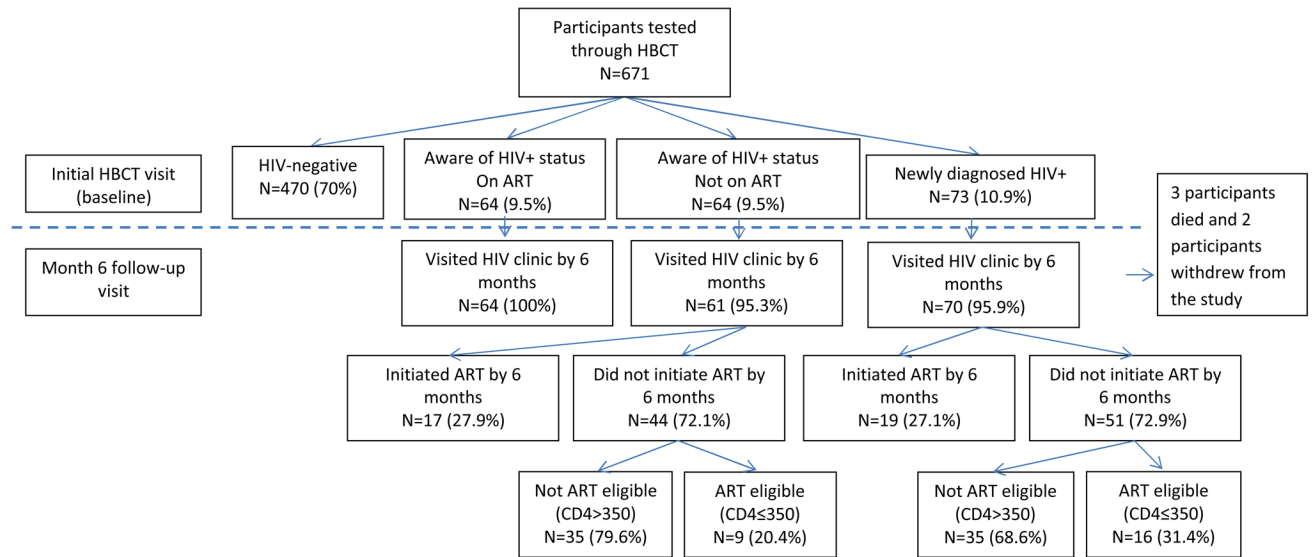 Participants tested
through HBCT
N=671
Initial HBCT visit
(baseline)
HIV-negative
N=470 (70%)
Aware of HIV+ status
On ART
N=64 (9.5%)
Aware of HIV+ status
Not on ART
N=64 (9.5%)
Newly diagnosed HIV+
N=73 (10.9%)
3 participants
died and 2
participants
withdrew from
the study
Month 6 follow-up
visit
Visited HIV clinic by 6
months
N=64 (100%)
Visited HIV clinic by 6
months
N=61 (95.3%)
Visited HIV clinic by 6
months
N=70 (95.9%)
Initiated ART by 6
months
N=17 (27.9%)
Did not initiate ART by
6 months
N=44 (72.1%)
Initiated ART by 6
months
N=19 (27.1%)
Did not initiate ART by
6 months
N=51 (72.9%)
Not ART eligible
(CD4>350)
N=35 (79.6%)
ART eligible
(CD4≤350)
N=9 (20.4%)
Not ART eligible
(CD4>350)
N=35 (68.6%)
ART eligible
(CD4≤350)
N=16 (31.4%)